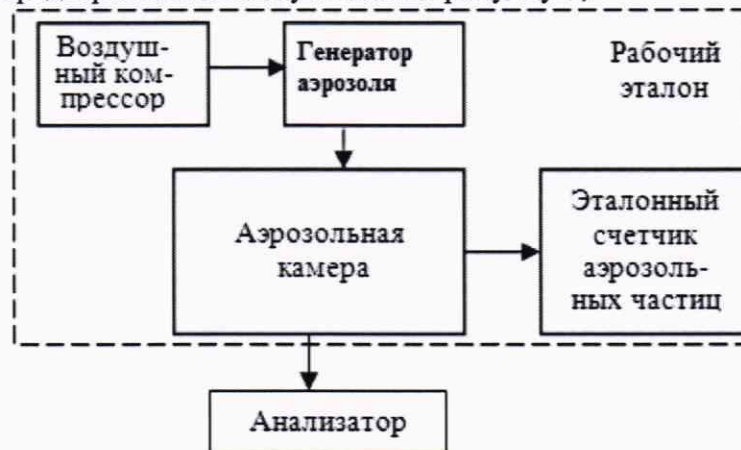 Воздуш-
ный ком-
прессор
Генератор
аэрозоля
Рабочий
эталон
Аэрозольная
камера
Эталонный
счетчик
аэрозоль-
ных частиц
Анализатор